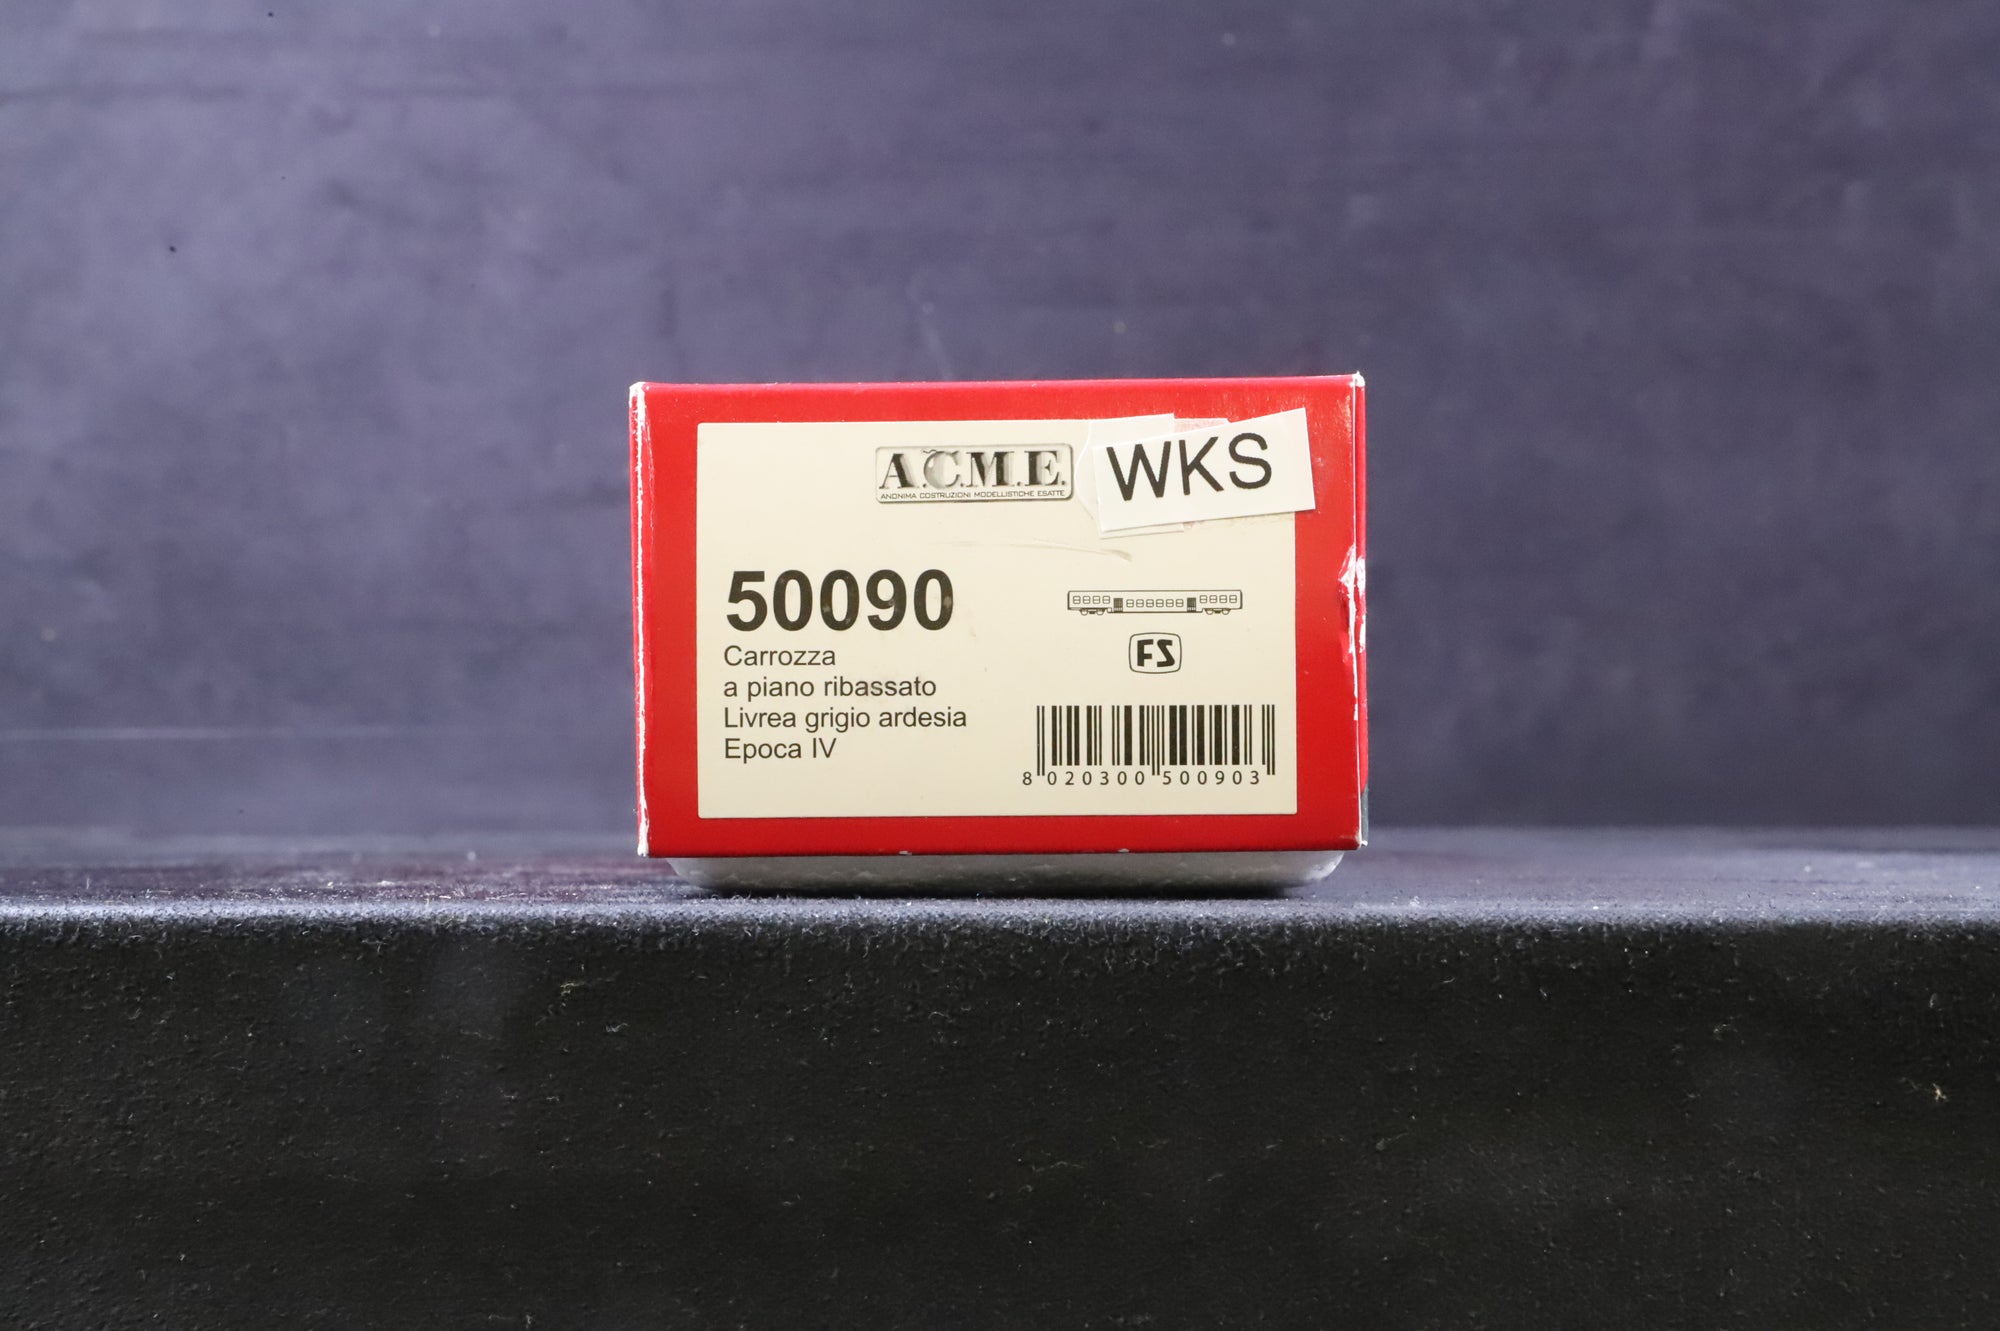 A.C.M.E.
ANONIMA COSTRUZIONI MODELLISTICHE ESATTE
WKS
50090
Carrozza
a piano ribassato
Livrea grigio ardesia
Epoca IV
FS
8 020300 500903